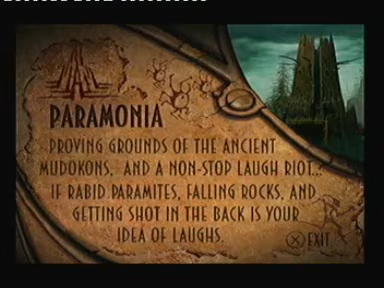 PARAMONIA
PROVING GROUNDS OF THE ANCIENT
MUDOKONS, AND A NON-STOP LAUGH RIOT...
IF RABID PARAMITES, FALLING ROCKS, AND
GETTING SHOT IN THE BACK IS YOUR
IDEA OF LAUGHS.
EXIT